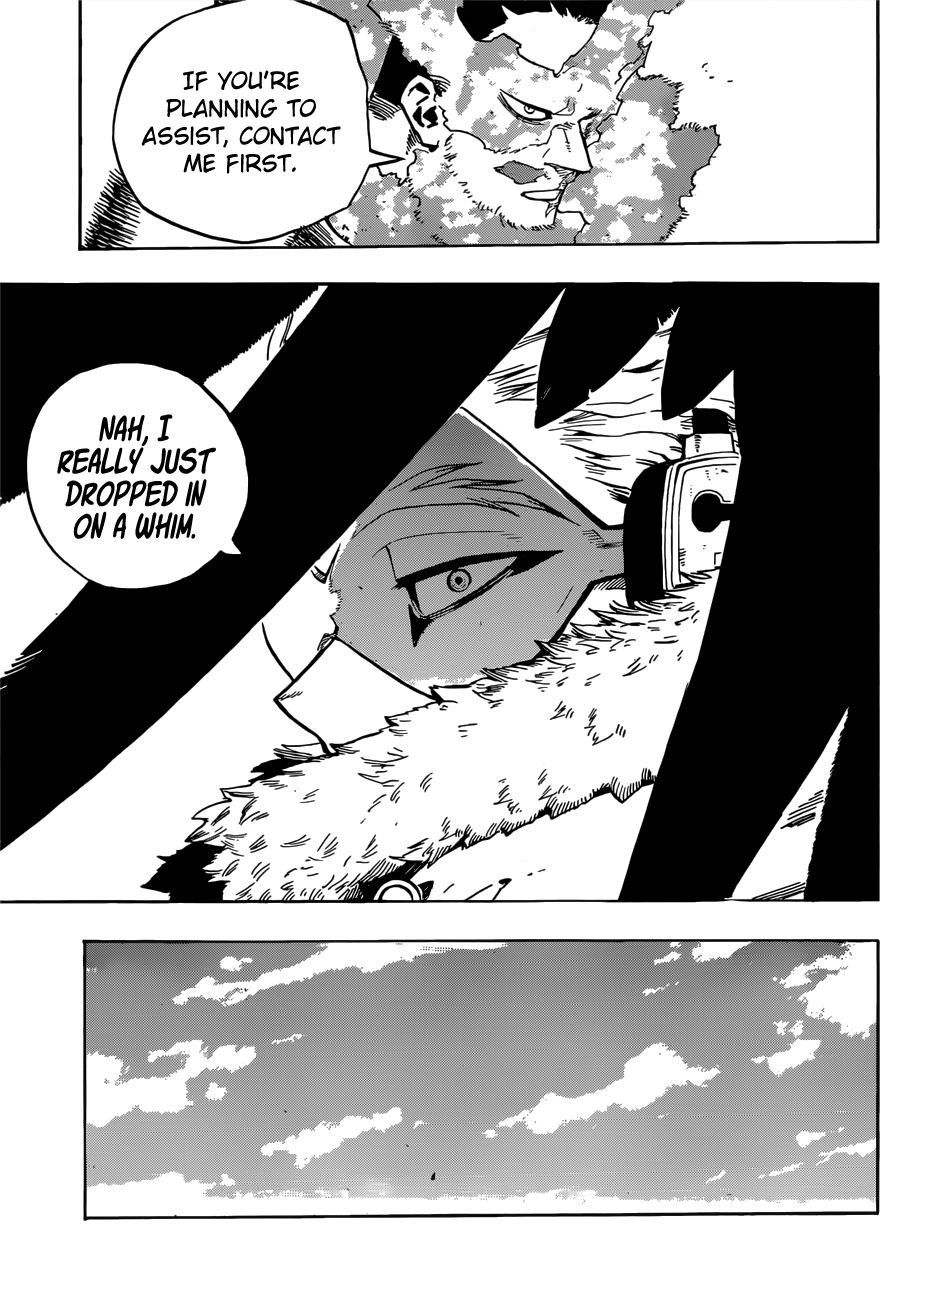 IF YOU'RE
PLANNING TO
ASSIST, CONTACT
ME FIRST.
NAH, I
REALLY JUST
DROPPED IN
ON A WHIM.